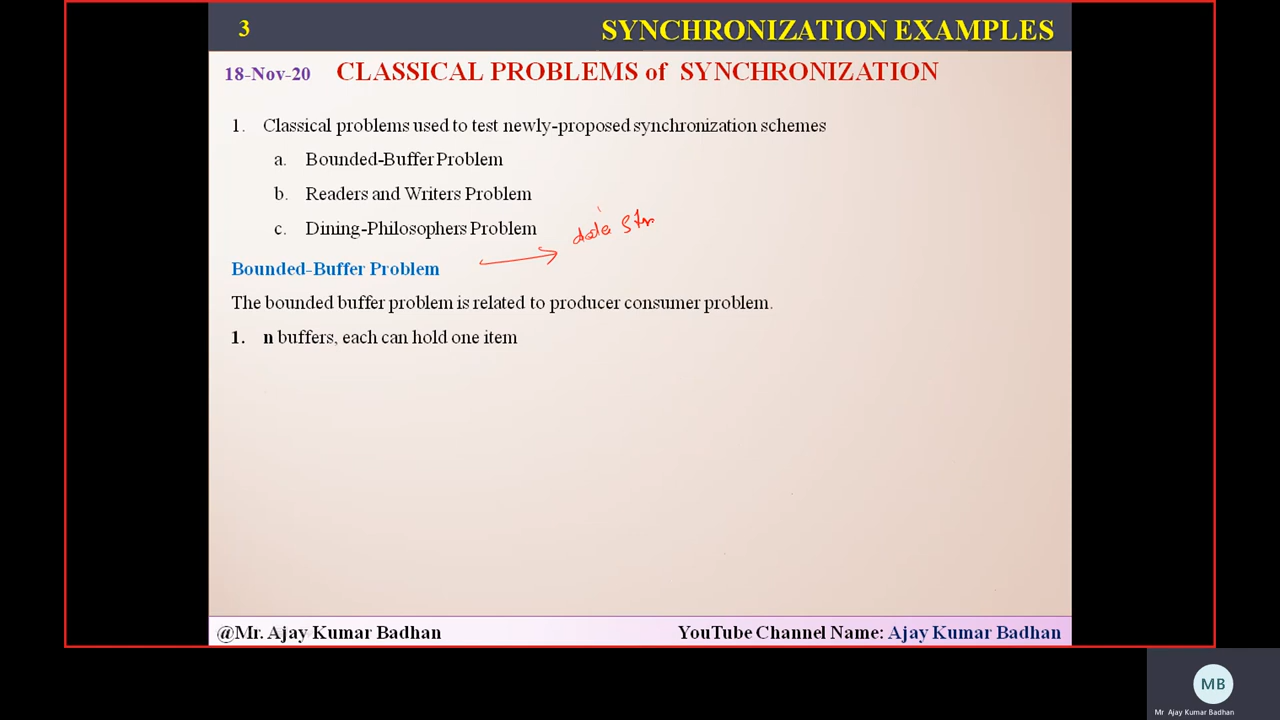 3 SYNCHRONIZATION EXAMPLES
18-Nov-20 CLASSICAL PROBLEMS of SYNCHRONIZATION
1. Classical problems used to test newly-proposed synchronization schemes
a. Bounded-Buffer Problem
b. Readers and Writers Problem
c. Dining-Philosophers Problem
Bounded-Buffer Problem
The bounded buffer problem is related to producer consumer problem.
1. n buffers, each can hold one item
@Mr. Ajay Kumar Badhan YouTube Channel Name: Ajay Kumar Badhan
MB
Mr Ajay Kumar Badhan